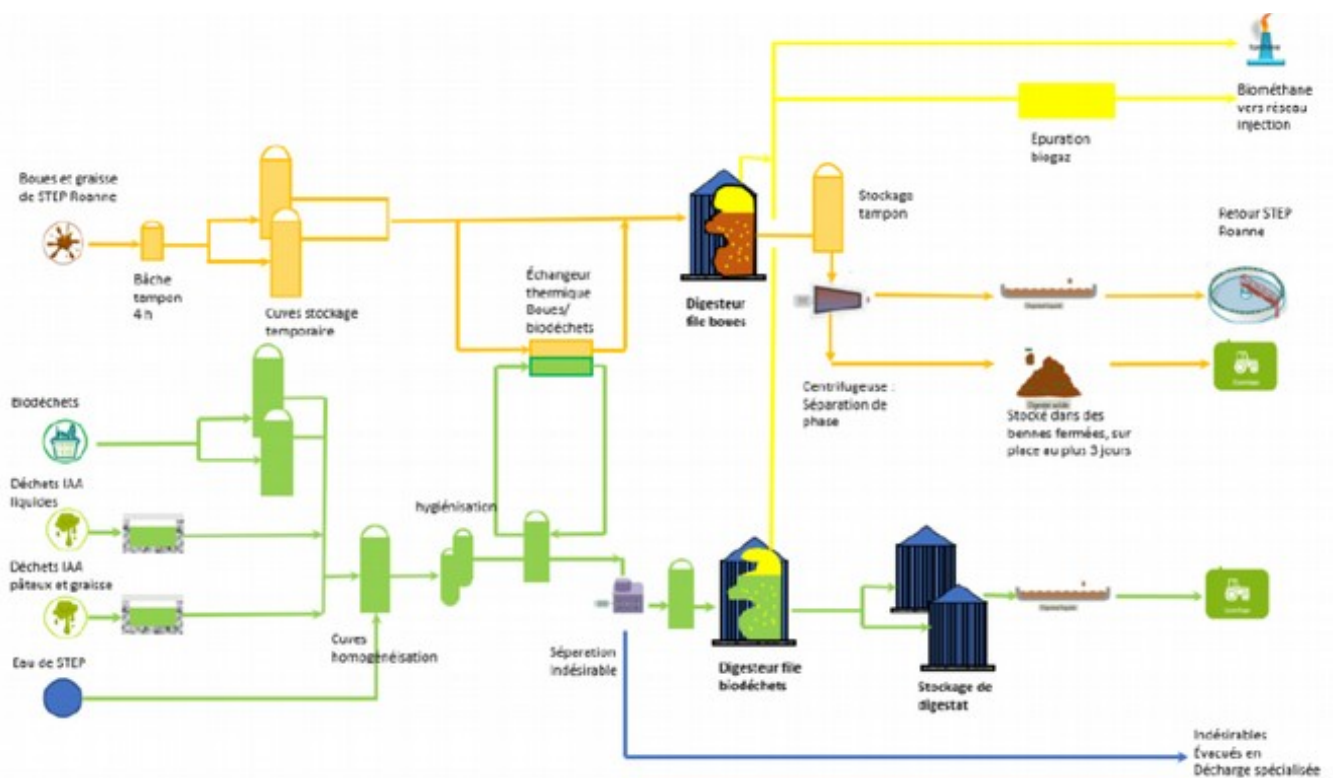 Biométhane
vers réseau
injection
Epuration
biogaz
Boues et graisse
de STEP Roanne
Bâche
tampon
4 h
Cuves stockage
temporaire
Échangeur
thermique
Boues/
biodéchets
Digesteur
file boues
Stockage
tampon
Retour STEP
Roanne
Centrifugeuse :
Séparation de
phase
Stocké dans des
bennes fermées, sur
place au plus 3 jours
Biodéchets
Déchets IAA
liquides
Déchets IAA
pâteux et graisse
Eau de STEP
hygiénisation
Cuves
homogénéisation
Séperetion
Indésirable
Digesteur file
biodéchets
Stockage de
digestat
Indésirables
Évacués en
Décharge spécialisée